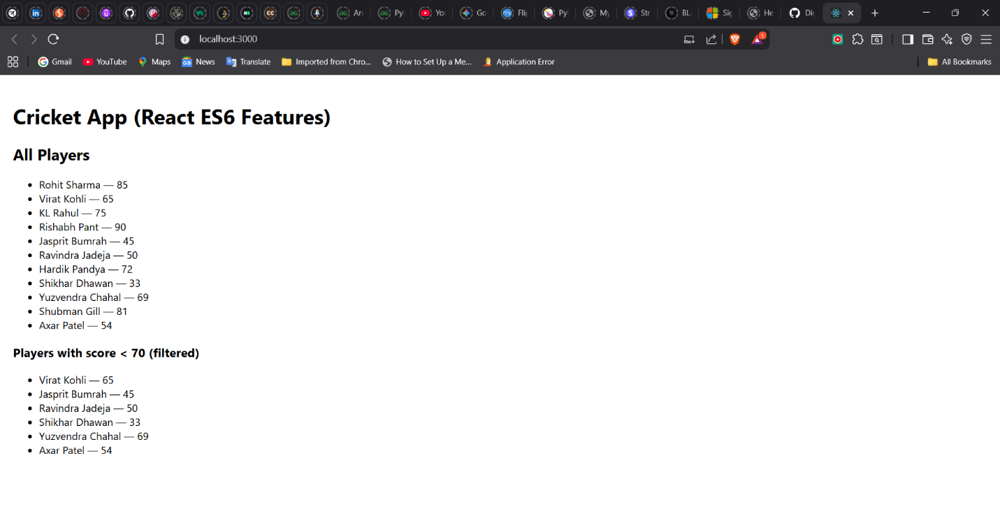 Arr
Py
Yo
Go
Fli
Py
My
Str
BL
Sig
He
Dic
localhost:3000
1
Gmail
YouTube
Maps
News
Translate
Imported from Chro...
How to Set Up a Me...
Application Error
All Bookmarks
Cricket App (React ES6 Features)
All Players
• Rohit Sharma — 85
• Virat Kohli — 65
• KL Rahul — 75
• Rishabh Pant — 90
• Jasprit Bumrah — 45
• Ravindra Jadeja — 50
• Hardik Pandya — 72
• Shikhar Dhawan — 33
• Yuzvendra Chahal — 69
• Shubman Gill — 81
• Axar Patel — 54
Players with score < 70 (filtered)
• Virat Kohli — 65
• Jasprit Bumrah — 45
• Ravindra Jadeja — 50
• Shikhar Dhawan — 33
• Yuzvendra Chahal — 69
• Axar Patel — 54